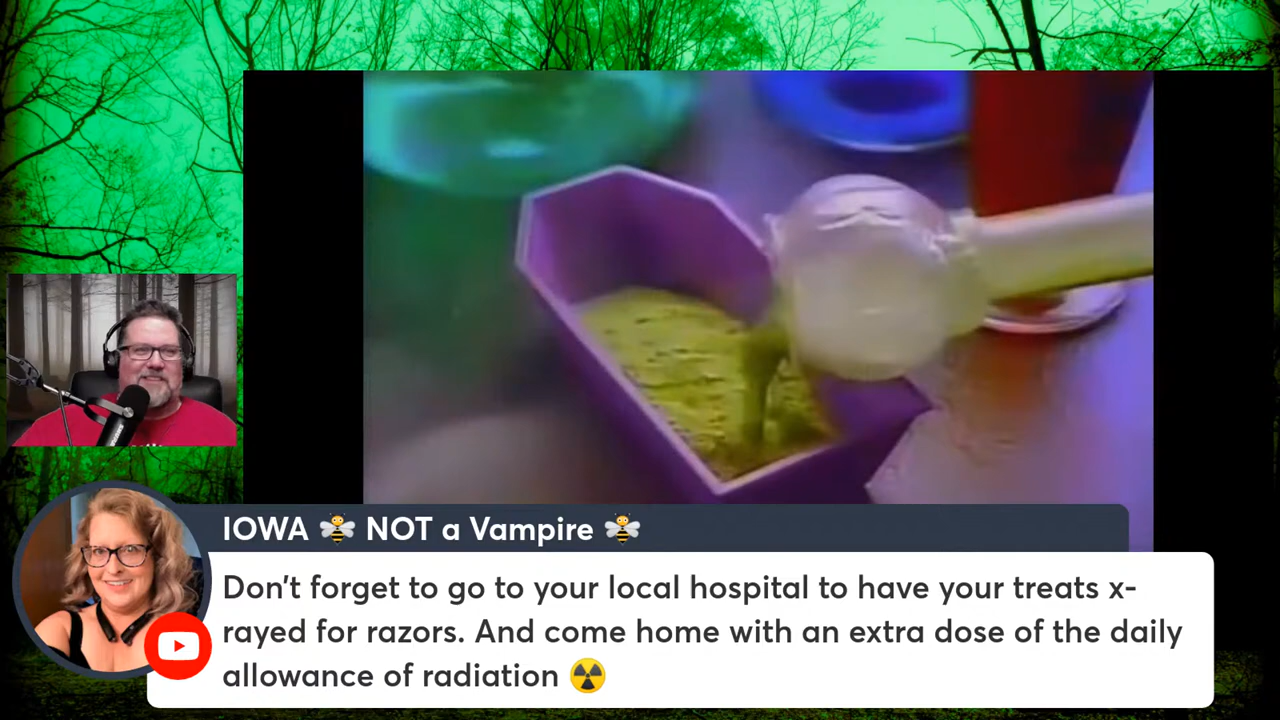 IOWA 🐝 NOT a Vampire 🐝
Don't forget to go to your local hospital to have your treats x-
rayed for razors. And come home with an extra dose of the daily
allowance of radiation ☢️